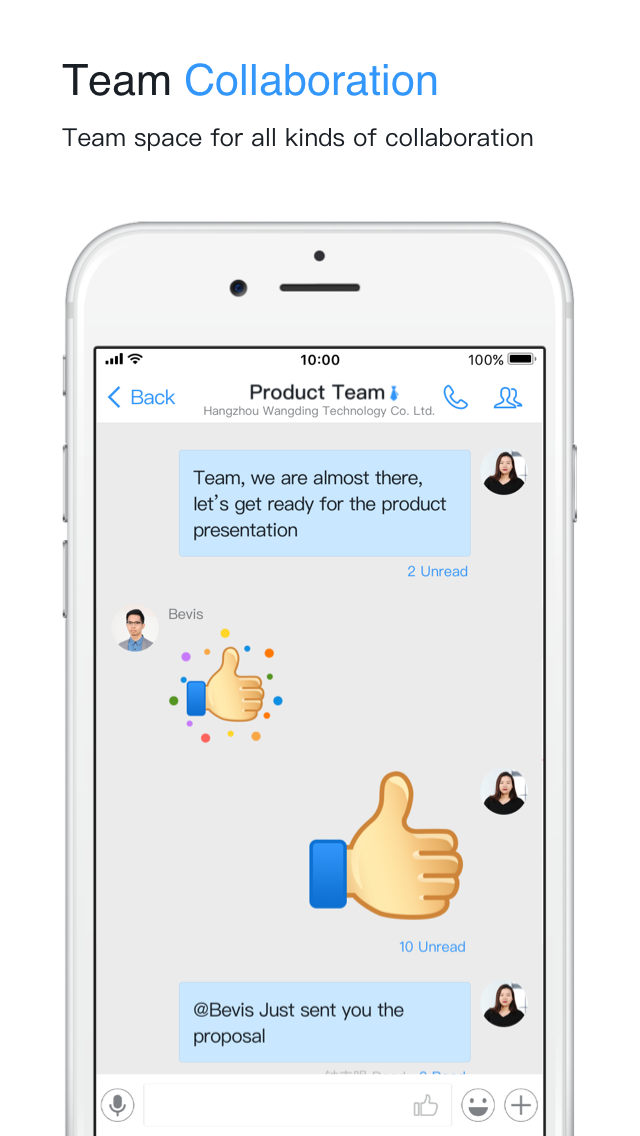 Team Collaboration
Team space for all kinds of collaboration
10:00
100%
Back
Product Team
Hangzhou Wangding Technology Co. Ltd.
Team, we are almost there,
let's get ready for the product
presentation
2 Unread
Bevis
10 Unread
@Bevis Just sent you the
proposal